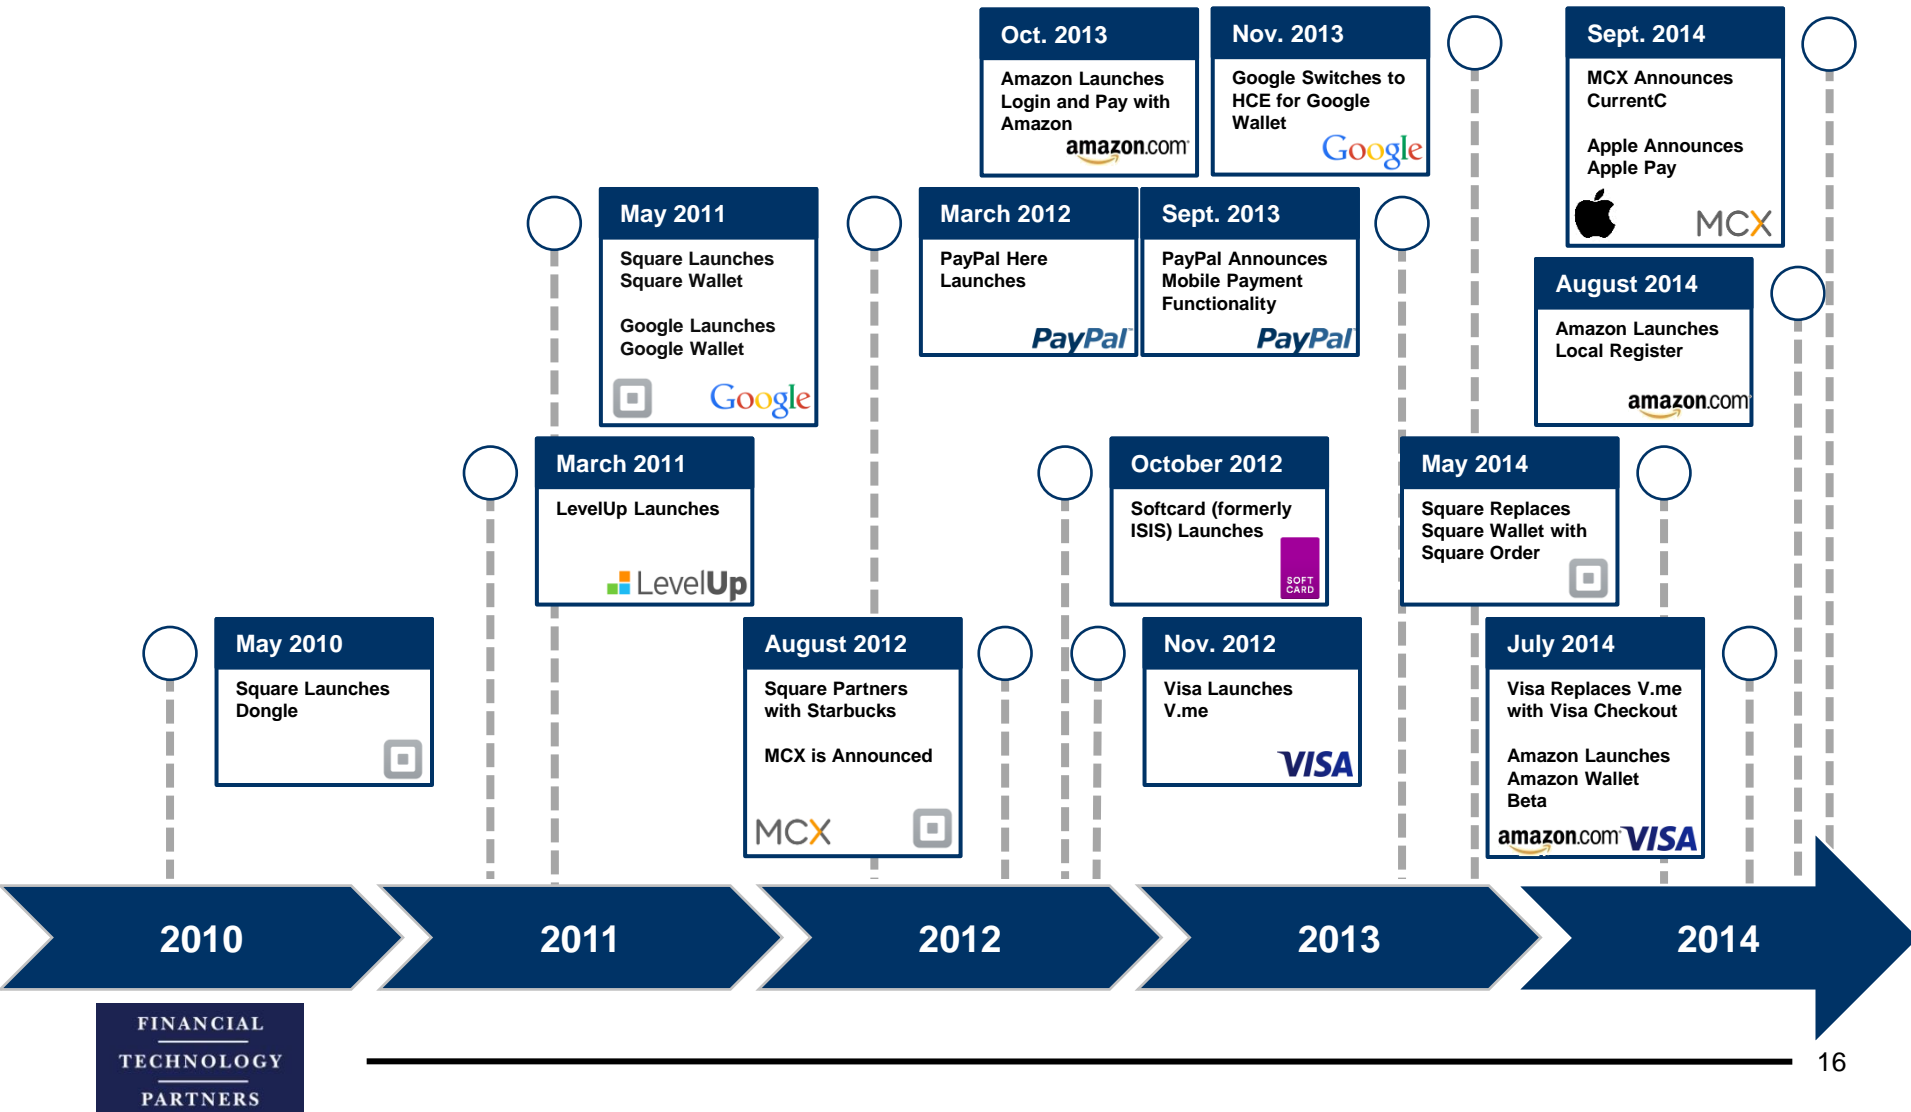 Oct. 2013
Amazon Launches
Login and Pay with
Amazon
amazon.com
Nov. 2013
Google Switches to
HCE for Google
Wallet
Google
Sept. 2014
MCX Announces
CurrentC
Apple Announces
Apple Pay
MCX
May 2011
Square Launches
Square Wallet
Google Launches
Google Wallet
Google
March 2012
PayPal Here
Launches
PayPal
Sept. 2013
PayPal Announces
Mobile Payment
Functionality
PayPal
August 2014
Amazon Launches
Local Register
amazon.com
March 2011
LevelUp Launches
LevelUp
October 2012
Softcard (formerly
ISIS) Launches
SOFT
CARD
May 2014
Square Replaces
Square Wallet with
Square Order
May 2010
Square Launches
Dongle
August 2012
Square Partners
with Starbucks
MCX is Announced
MCX
Nov. 2012
Visa Launches
V.me
VISA
July 2014
Visa Replaces V.me
with Visa Checkout
Amazon Launches
Amazon Wallet
Beta
amazon.com VISA
2010
2011
2012
2013
2014
FINANCIAL
TECHNOLOGY
PARTNERS
16